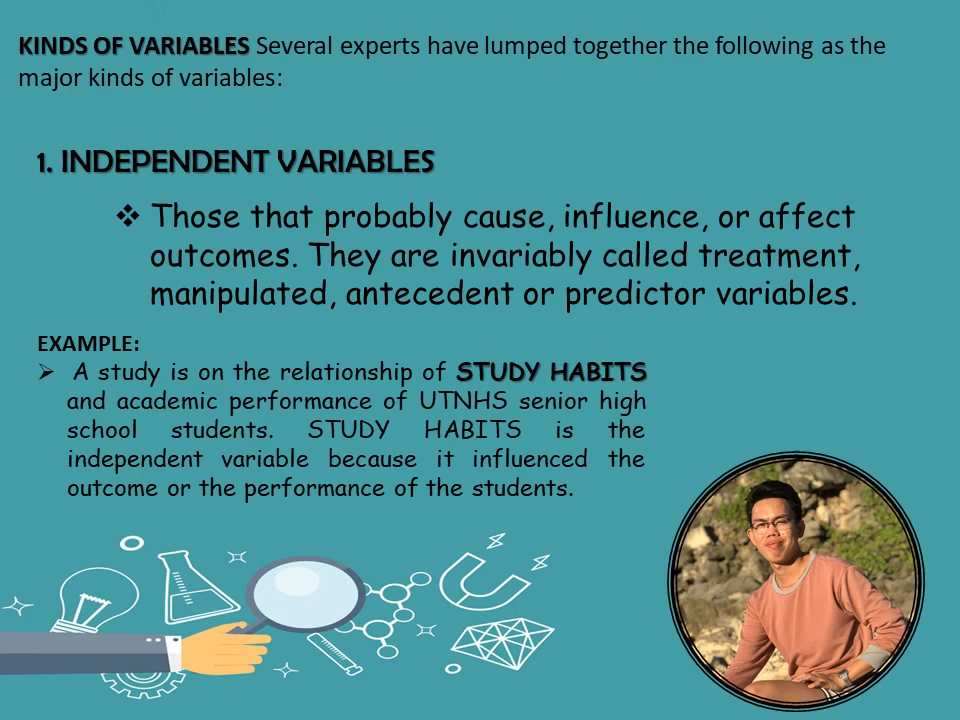 KINDS OF VARIABLES Several experts have lumped together the following as the
major kinds of variables:
1. INDEPENDENT VARIABLES
❖ Those that probably cause, influence, or affect
outcomes. They are invariably called treatment,
manipulated, antecedent or predictor variables.
EXAMPLE:
➢ A study is on the relationship of STUDY HABITS
and academic performance of UTNHS senior high
school students. STUDY HABITS is the
independent variable because it influenced the
outcome or the performance of the students.